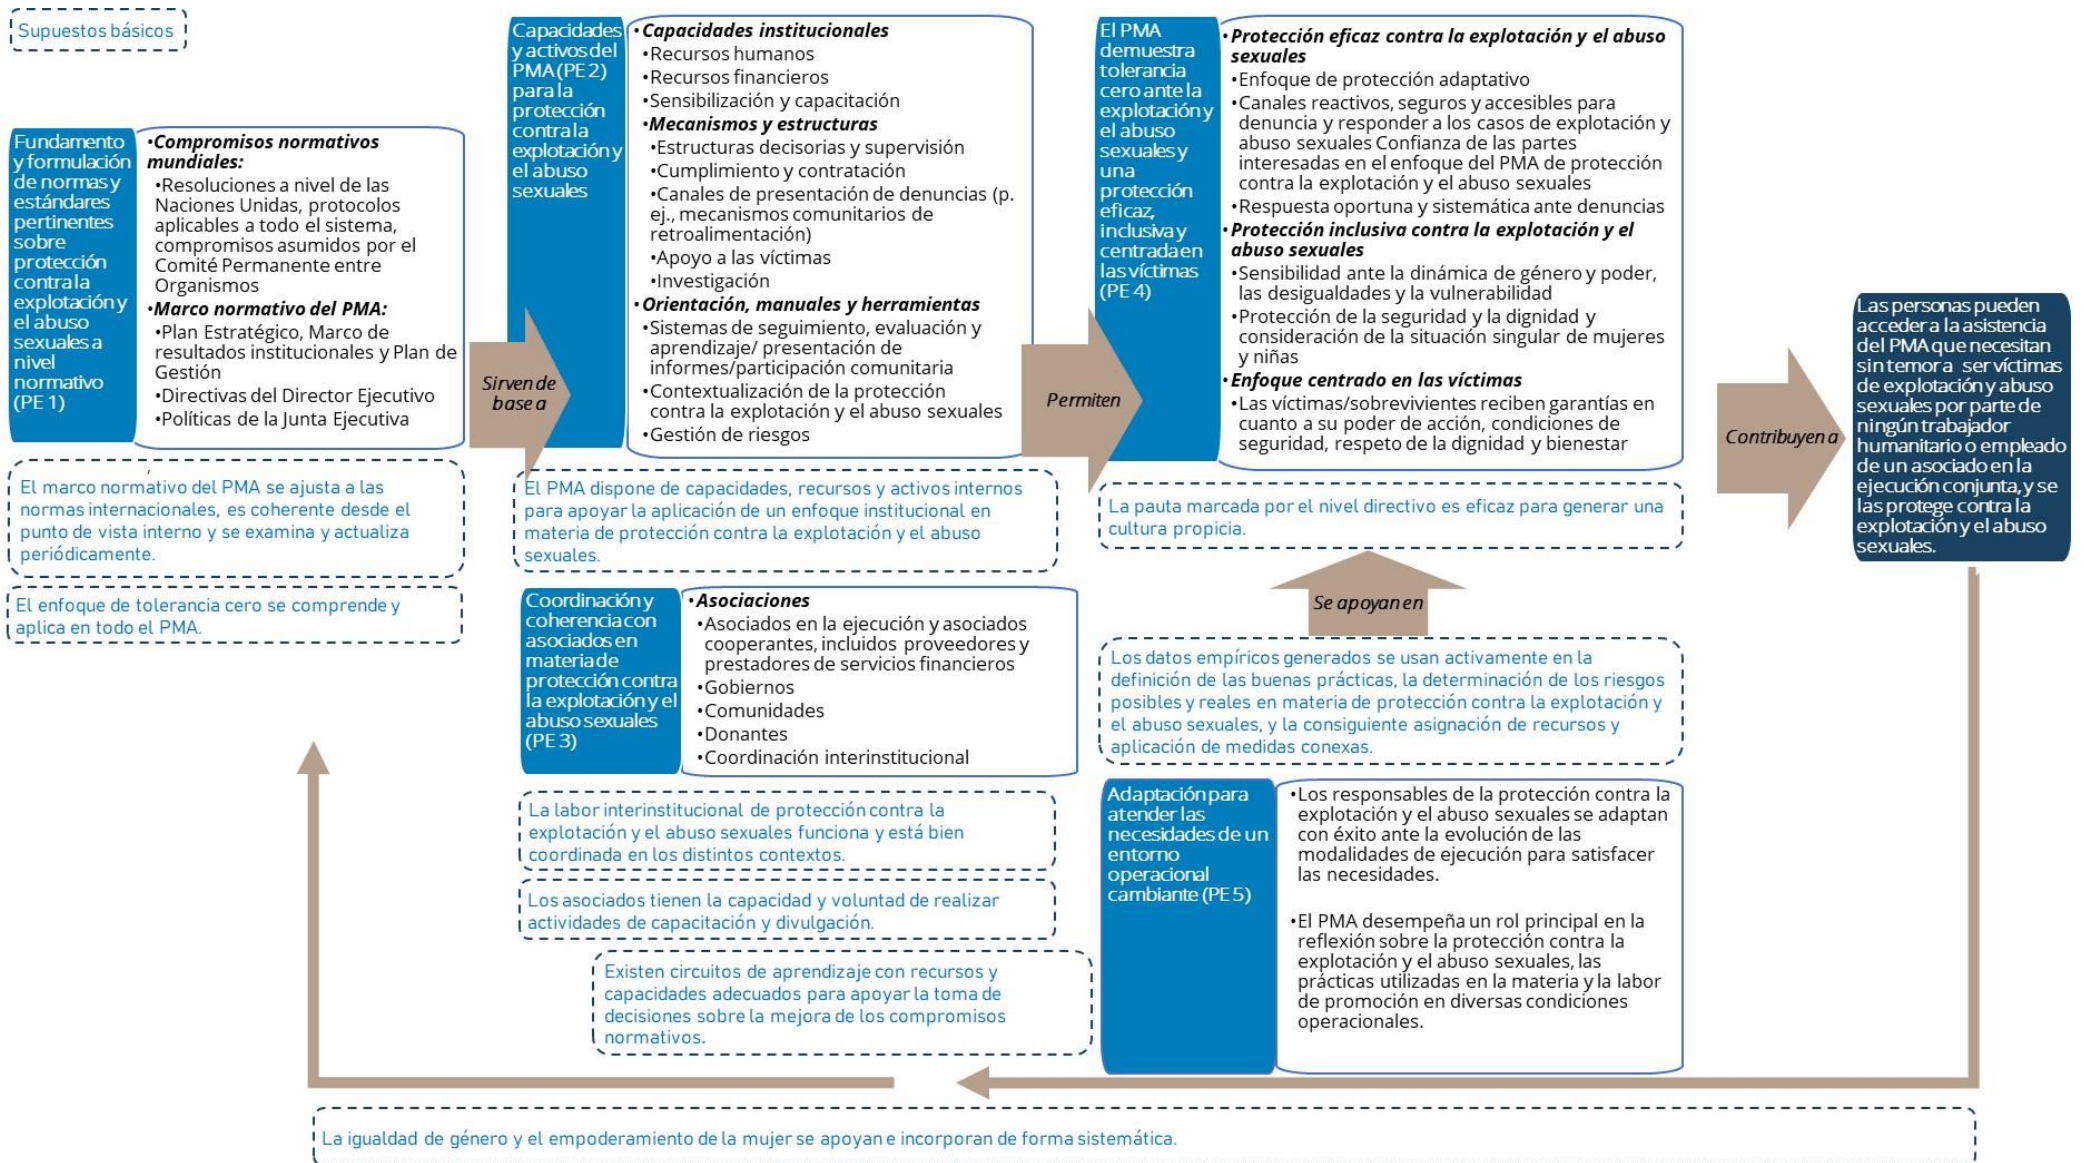 Supuestos básicos
Fundamento
y formulación
de normas y
estándares
pertinentes
sobre
protección
contra la
explotación y
el abuso
sexuales a
nivel
normativo
(PE 1)
•Compromisos normativos
mundiales:
•Resoluciones a nivel de las
Naciones Unidas, protocolos
aplicables a todo el sistema,
compromisos asumidos por el
Comité Permanente entre
Organismos
•Marco normativo del PMA:
•Plan Estratégico, Marco de
resultados institucionales y Plan de
Gestión
•Directivas del Director Ejecutivo
•Políticas de la Junta Ejecutiva
El marco normativo del PMA se ajusta a las
normas internacionales, es coherente desde el
punto de vista interno y se examina y actualiza
periódicamente.
El enfoque de tolerancia cero se comprende y
aplica en todo el PMA.
Sirven de
base a
Capacidades
y activos del
PMA (PE 2)
para la
protección
contra la
explotación y
el abuso
sexuales
•Capacidades institucionales
•Recursos humanos
•Recursos financieros
•Sensibilización y capacitación
•Mecanismos y estructuras
•Estructuras decisorias y supervisión
•Cumplimiento y contratación
•Canales de presentación de denuncias (p.
ej., mecanismos comunitarios de
retroalimentación)
•Apoyo a las víctimas
•Investigación
•Orientación, manuales y herramientas
•Sistemas de seguimiento, evaluación y
aprendizaje/ presentación de
informes/participación comunitaria
•Contextualización de la protección
contra la explotación y el abuso sexuales
•Gestión de riesgos
El PMA dispone de capacidades, recursos y activos internos
para apoyar la aplicación de un enfoque institucional en
materia de protección contra la explotación y el abuso
sexuales.
Coordinación y
coherencia con
asociados en
materia de
protección contra
la explotación y el
abuso sexuales
(PE 3)
•Asociaciones
•Asociados en la ejecución y asociados
cooperantes, incluidos proveedores y
prestadores de servicios financieros
•Gobiernos
•Comunidades
•Donantes
•Coordinación interinstitucional
La labor interinstitucional de protección contra la
explotación y el abuso sexuales funciona y está bien
coordinada en los distintos contextos.
Los asociados tienen la capacidad y voluntad de realizar
actividades de capacitación y divulgación.
Existen circuitos de aprendizaje con recursos y
capacidades adecuados para apoyar la toma de
decisiones sobre la mejora de los compromisos
normativos.
Permiten
El PMA
demuestra
tolerancia
cero ante la
explotación y
el abuso
sexuales y
una
protección
eficaz,
inclusiva y
centrada en
las víctimas
(PE 4)
•Protección eficaz contra la explotación y el abuso
sexuales
•Enfoque de protección adaptativo
•Canales reactivos, seguros y accesibles para
denuncia y responder a los casos de explotación y
abuso sexuales Confianza de las partes
interesadas en el enfoque del PMA de protección
contra la explotación y el abuso sexuales
•Respuesta oportuna y sistemática ante denuncias
•Protección inclusiva contra la explotación y el
abuso sexuales
•Sensibilidad ante la dinámica de género y poder,
las desigualdades y la vulnerabilidad
•Protección de la seguridad y la dignidad y
consideración de la situación singular de mujeres
y niñas
•Enfoque centrado en las víctimas
•Las víctimas/sobrevivientes reciben garantías en
cuanto a su poder de acción, condiciones de
seguridad, respeto de la dignidad y bienestar
La pauta marcada por el nivel directivo es eficaz para generar una
cultura propicia.
Se apoyan en
Los datos empíricos generados se usan activamente en la
definición de las buenas prácticas, la determinación de los riesgos
posibles y reales en materia de protección contra la explotación y
el abuso sexuales, y la consiguiente asignación de recursos y
aplicación de medidas conexas.
Adaptación para
atender las
necesidades de un
entorno
operacional
cambiante (PE 5)
•Los responsables de la protección contra la
explotación y el abuso sexuales se adaptan
con éxito ante la evolución de las
modalidades de ejecución para satisfacer
las necesidades.
•El PMA desempeña un rol principal en la
reflexión sobre la protección contra la
explotación y el abuso sexuales, las
prácticas utilizadas en la materia y la labor
de promoción en diversas condiciones
operacionales.
Contribuyen a
Las personas pueden
acceder a la asistencia
del PMA que necesitan
sin temor a ser víctimas
de explotación y abuso
sexuales por parte de
ningún trabajador
humanitario o empleado
de un asociado en la
ejecución conjunta, y se
las protege contra la
explotación y el abuso
sexuales.
La igualdad de género y el empoderamiento de la mujer se apoyan e incorporan de forma sistemática.